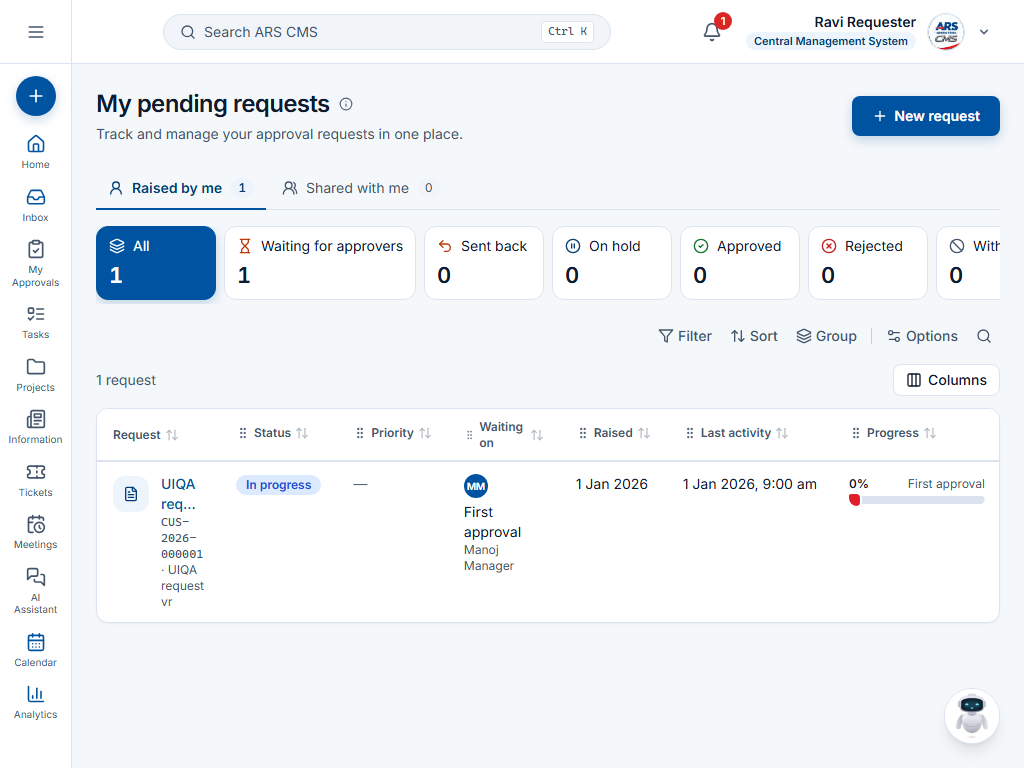 Search ARS CMS
Ctrl K
1
Ravi Requester
Central Management System
ARS
CMS
My pending requests
Track and manage your approval requests in one place.
New request
Home
Inbox
My
Approvals
Tasks
Projects
Information
Tickets
Meetings
AI
Assistant
Calendar
Analytics
Raised by me 1
Shared with me 0
All
1
Waiting for approvers
1
Sent back
0
On hold
0
Approved
0
Rejected
0
With
0
Filter
Sort
Group
Options
1 request
Columns
Request
Status
Priority
Waiting
on
Raised
Last activity
Progress
UIQA
req...
CUS-
2026-
000001
· UIQA
request
vr
In progress
—
MM
First
approval
Manoj
Manager
1 Jan 2026
1 Jan 2026, 9:00 am
0%
First approval